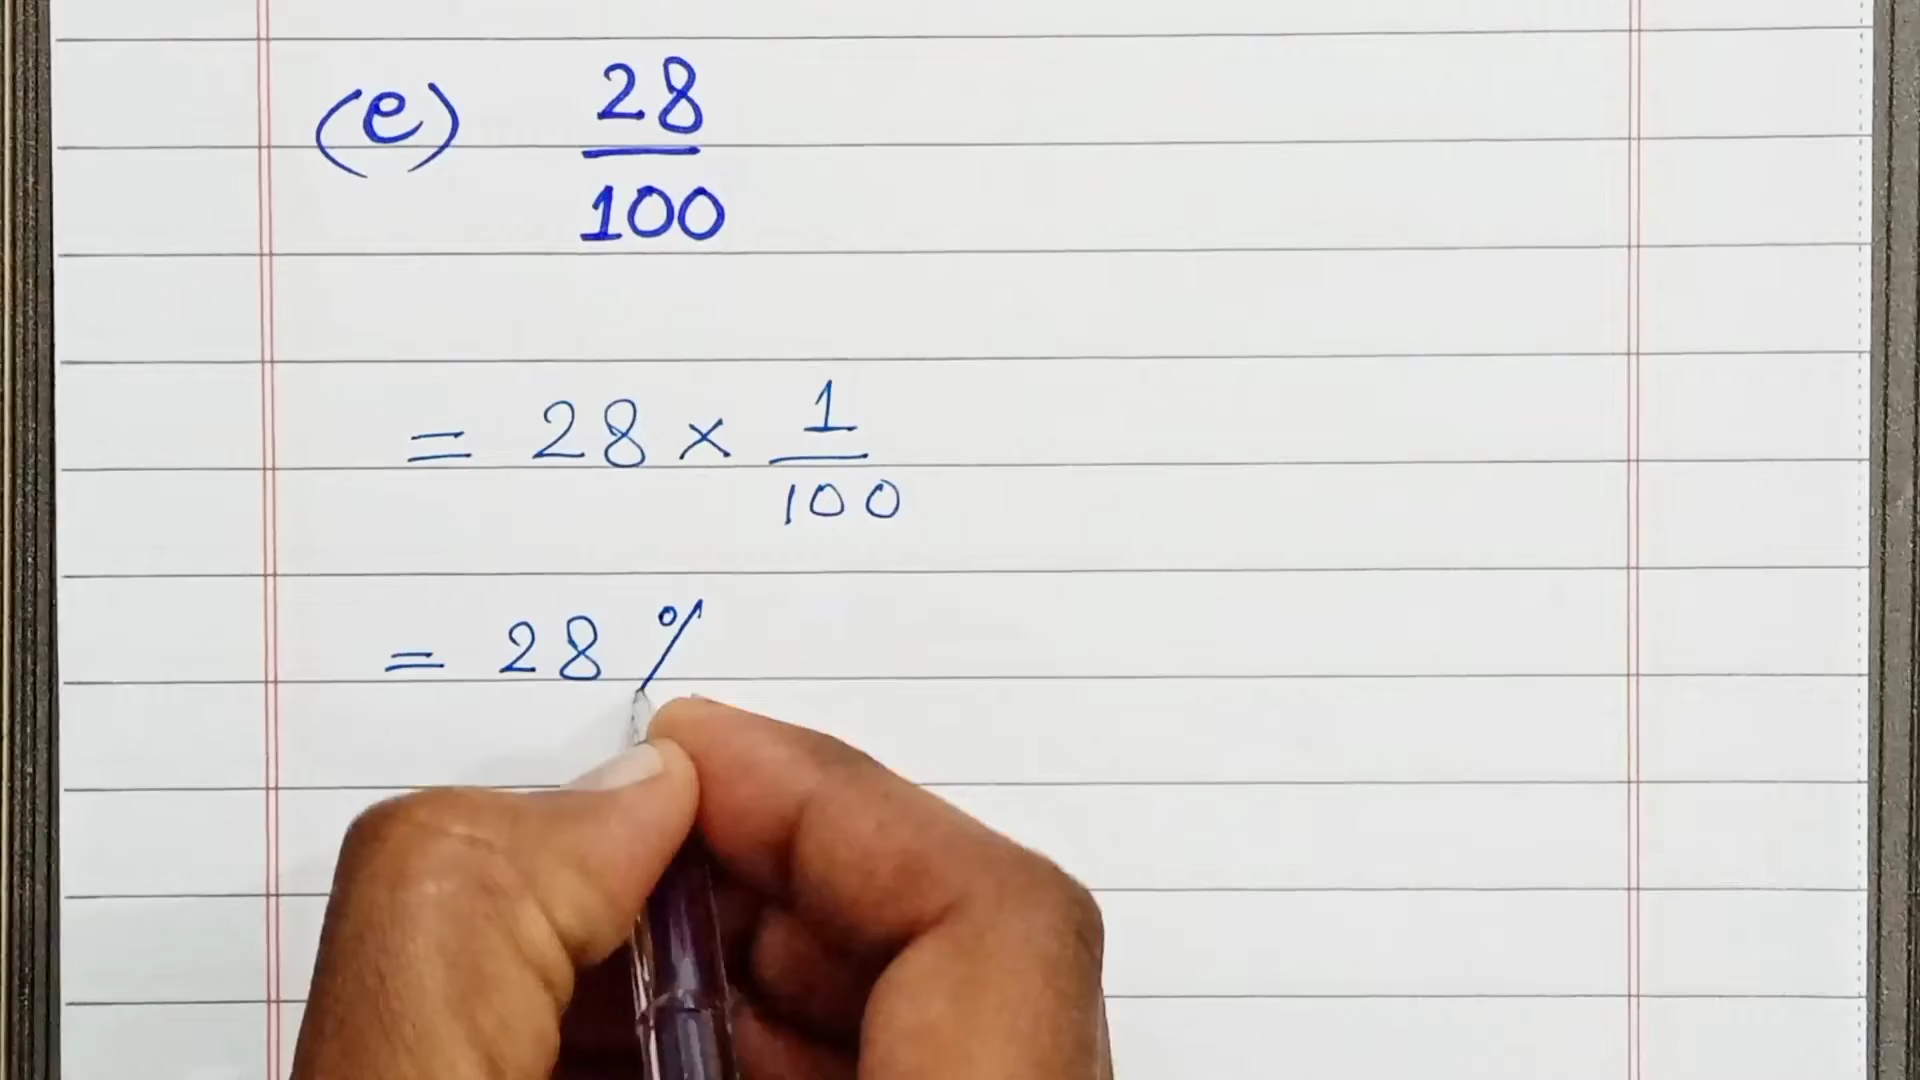 (e) 28/100
= 28 × 1/100
= 28 %